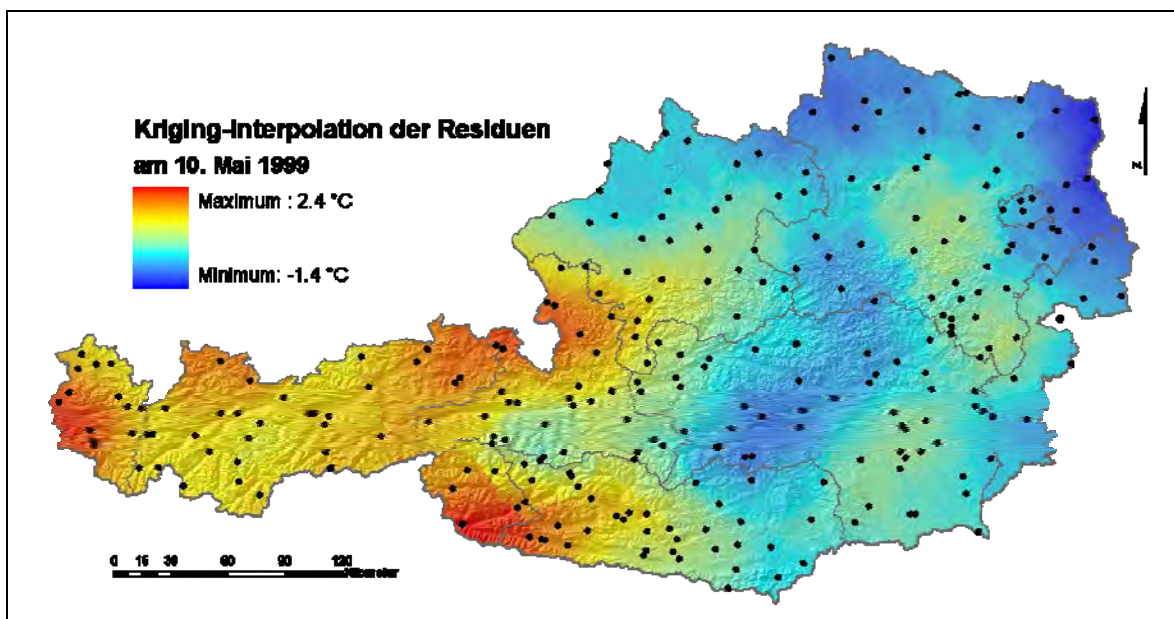 Kriging-Interpolation der Residuen
am 10. Mai 1999
Maximum : 2.4 °C
Minimum: -1.4 °C
N
0 15 30 60 90 120
Kilometer